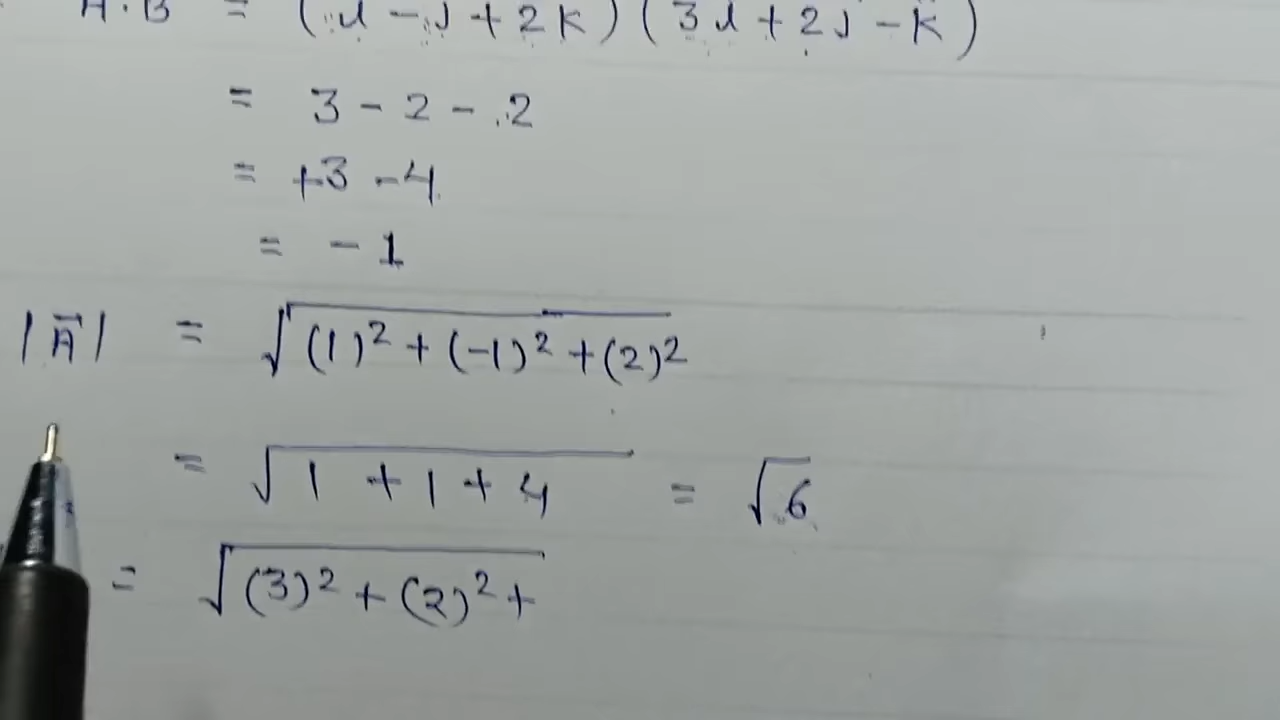 A.B = (i - j + 2k) (3i + 2j - k)
= 3 - 2 - 2
= +3 - 4
= - 1
|A⃗| = √(1)² + (-1)² + (2)²
= √1 + 1 + 4 = √6
= √(3)² + (2)² +